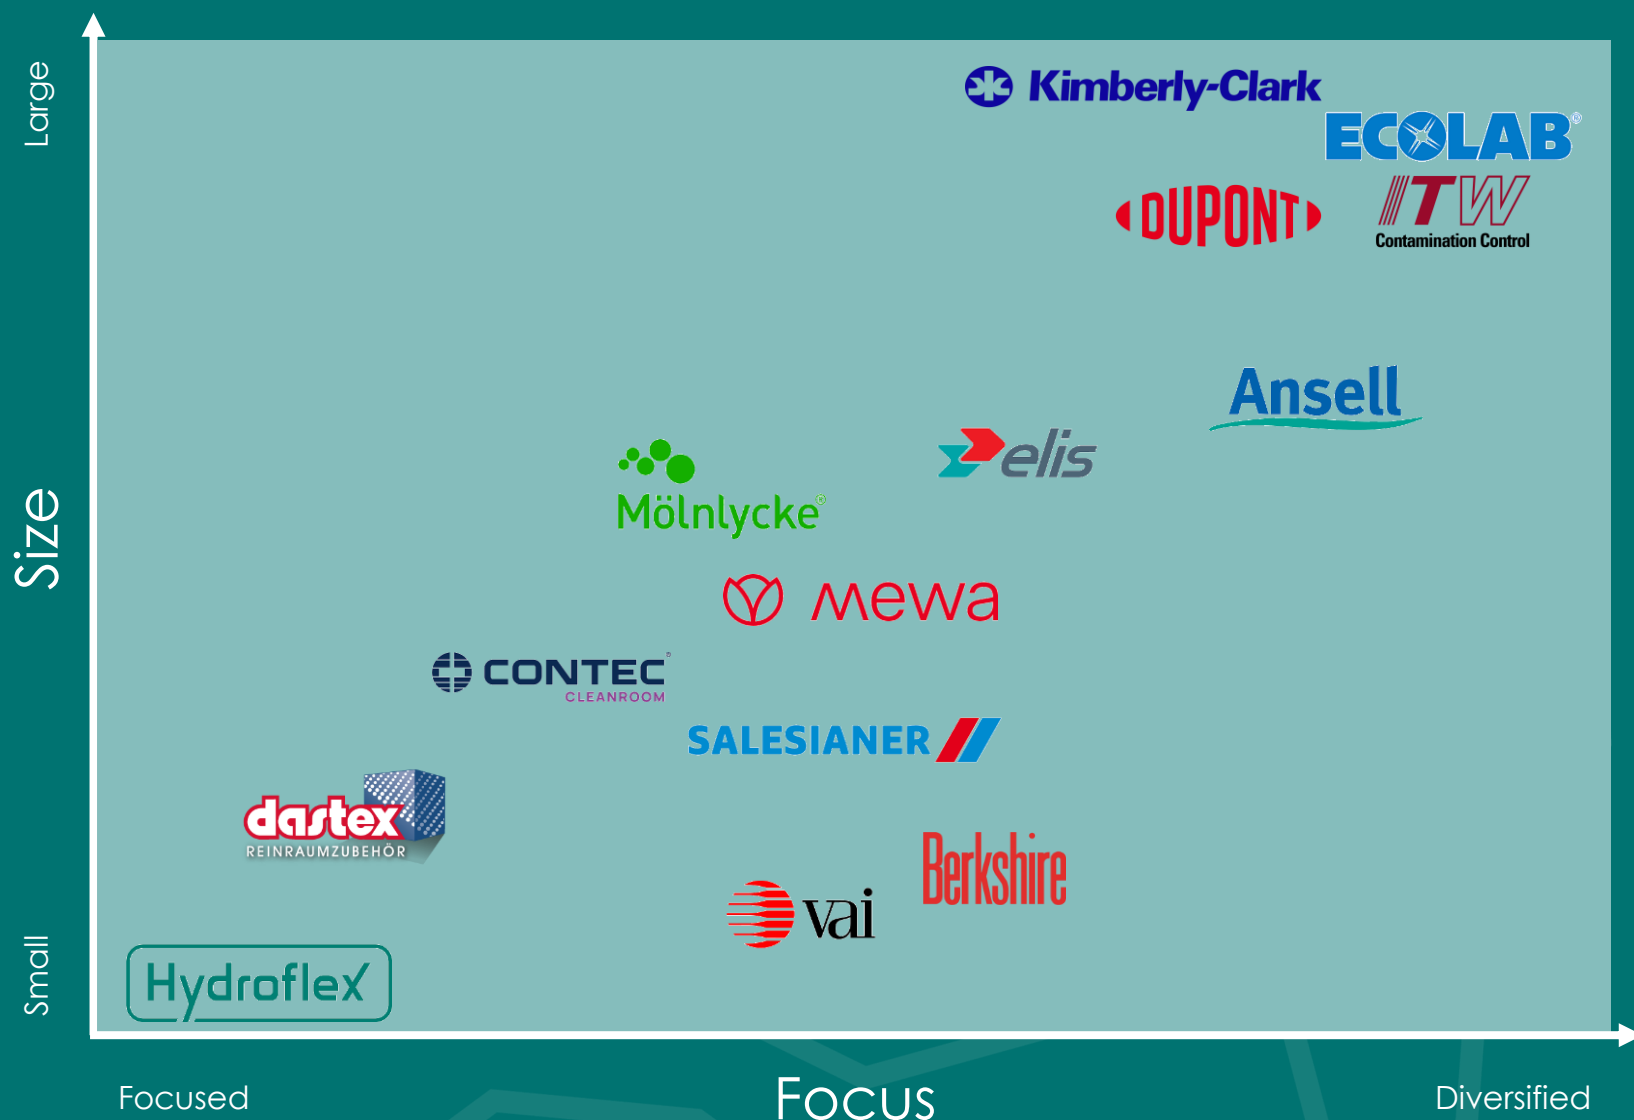 Large
Kimberly-Clark
ECOLAB®
DUPONT
ITW
Contamination Control
Ansell
elis
Mölnlycke®
Size
mewa
CONTEC®
CLEANROOM
SALESIANER
dastex
REINRAUMZUBEHÖR
Berkshire
vai
Small
Hydroflex
Focused
Focus
Diversified